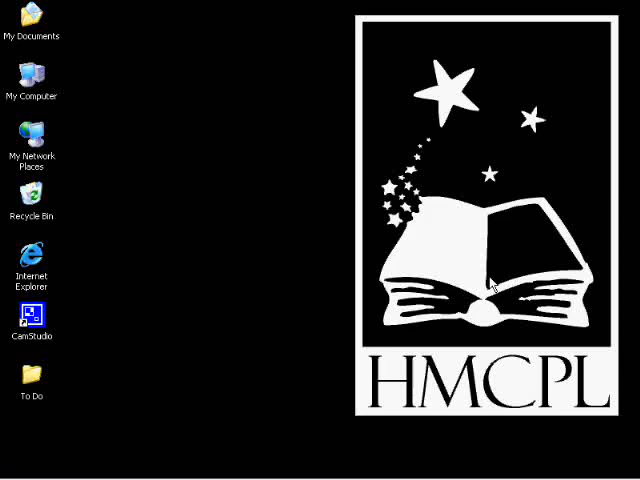 My Documents
My Computer
My Network
Places
Recycle Bin
Internet
Explorer
CamStudio
To Do
HMCPL